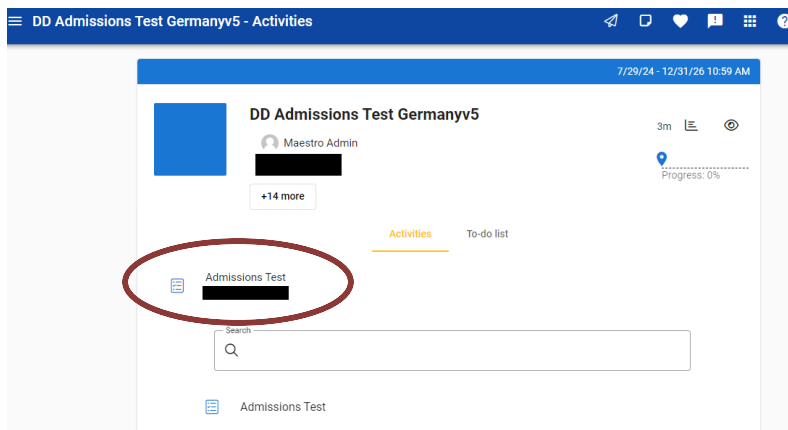 DD Admissions Test Germanyv5 - Activities
7/29/24 - 12/31/26 10:59 AM
DD Admissions Test Germanyv5
Maestro Admin
3m
Progress: 0%
+14 more
Activities
To-do list
Admissions Test
Search
Admissions Test